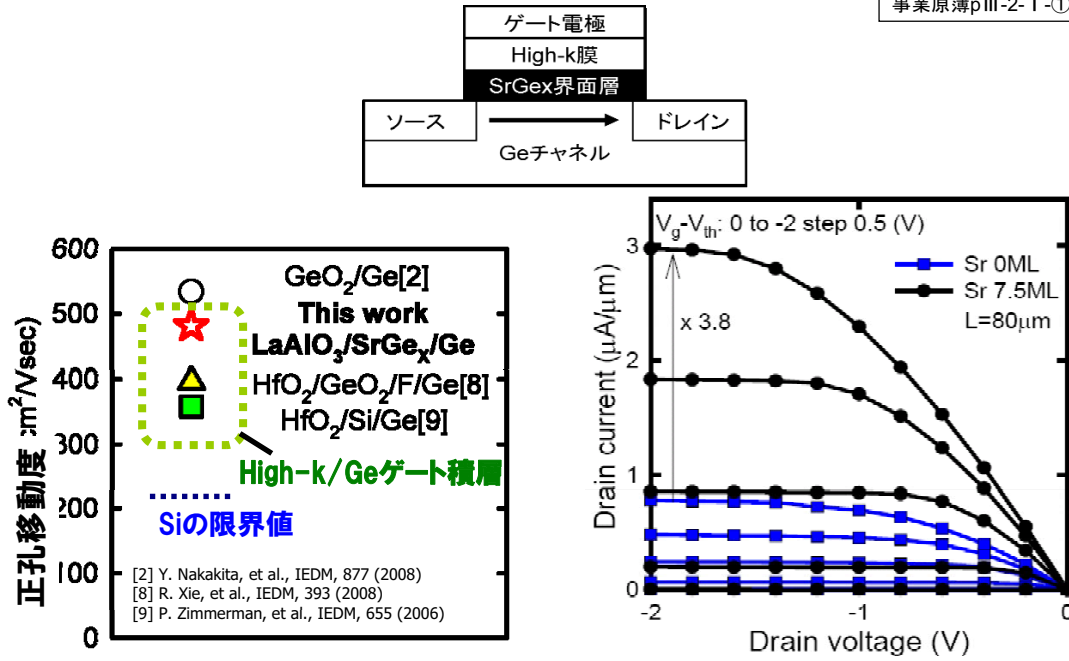 事業原簿pⅢ-2-Ⅰ-①
ゲート電極
High-k膜
SrGex界面層
ソース
ドレイン
Geチャネル
正孔移動度 :m²/Vsec)
600
500
400
300
200
100
0
GeO₂/Ge[2]
This work
LaAlO₃/SrGeₓ/Ge
HfO₂/GeO₂/F/Ge[8]
HfO₂/Si/Ge[9]
High-k/Geゲート積層
Siの限界値
[2] Y. Nakakita, et al., IEDM, 877 (2008)
[8] R. Xie, et al., IEDM, 393 (2008)
[9] P. Zimmerman, et al., IEDM, 655 (2006)
Drain current (μA/μm)
3
2
1
0
V_g-V_th: 0 to -2 step 0.5 (V)
Sr 0ML
Sr 7.5ML
L=80μm
x 3.8
-2
-1
0
Drain voltage (V)